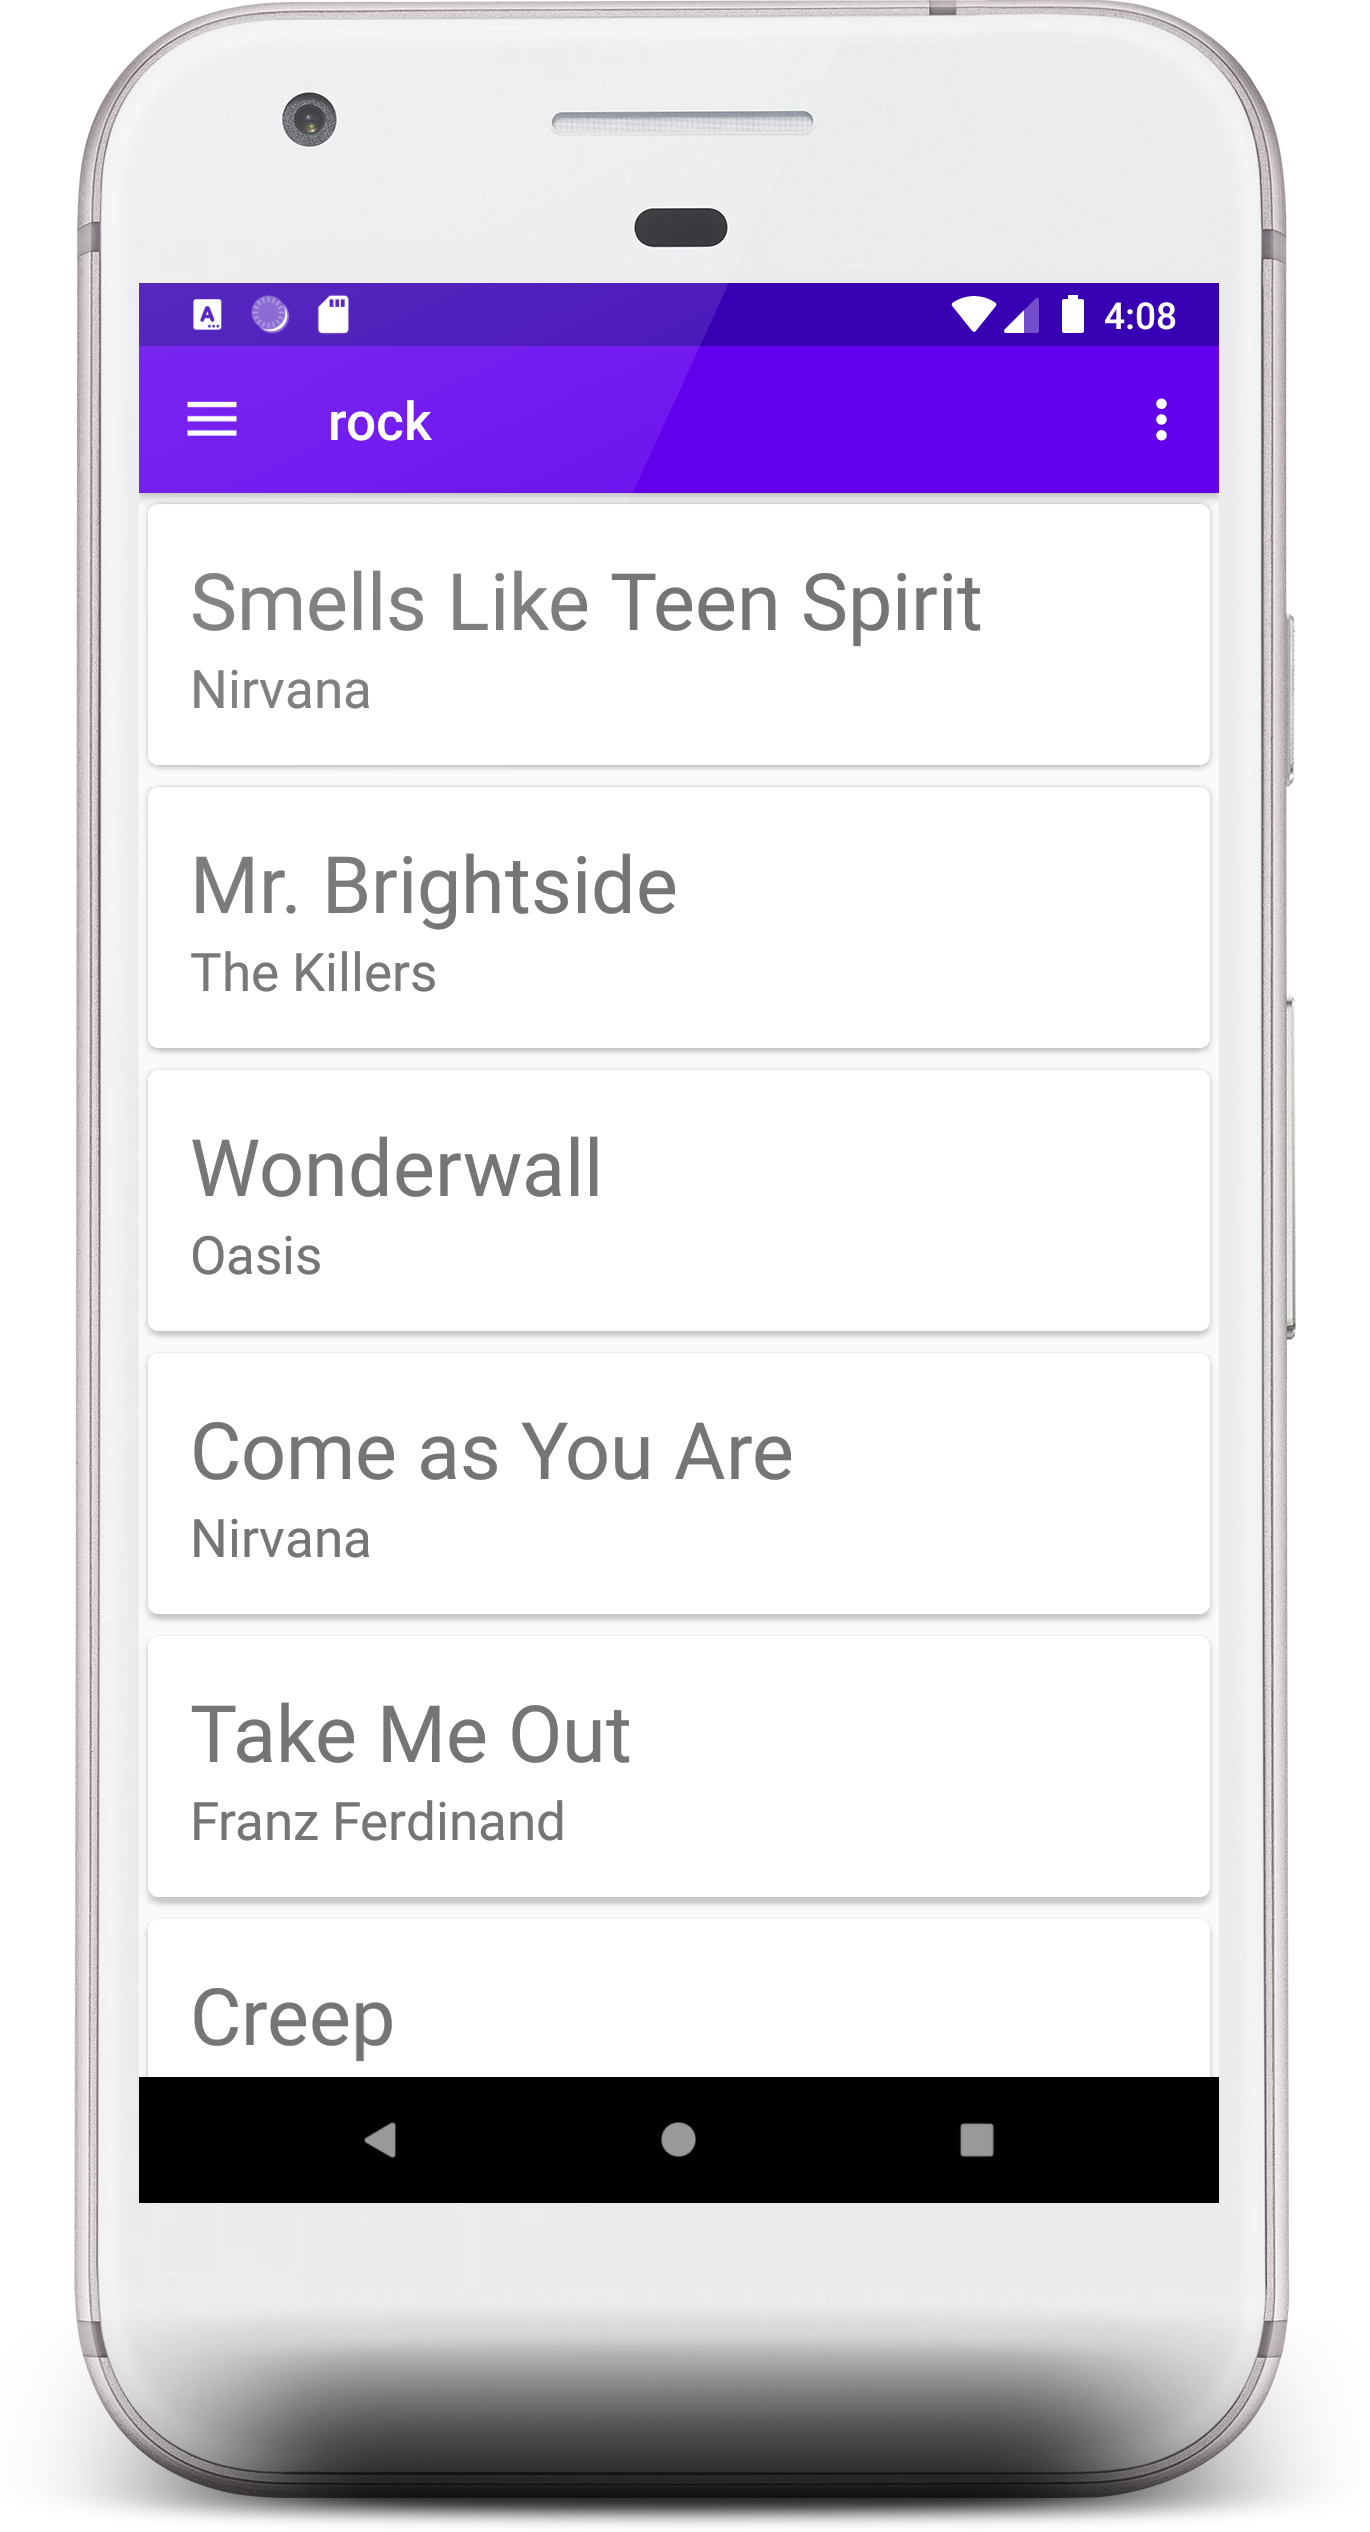 A
4:08
rock
Smells Like Teen Spirit
Nirvana
Mr. Brightside
The Killers
Wonderwall
Oasis
Come as You Are
Nirvana
Take Me Out
Franz Ferdinand
Creep